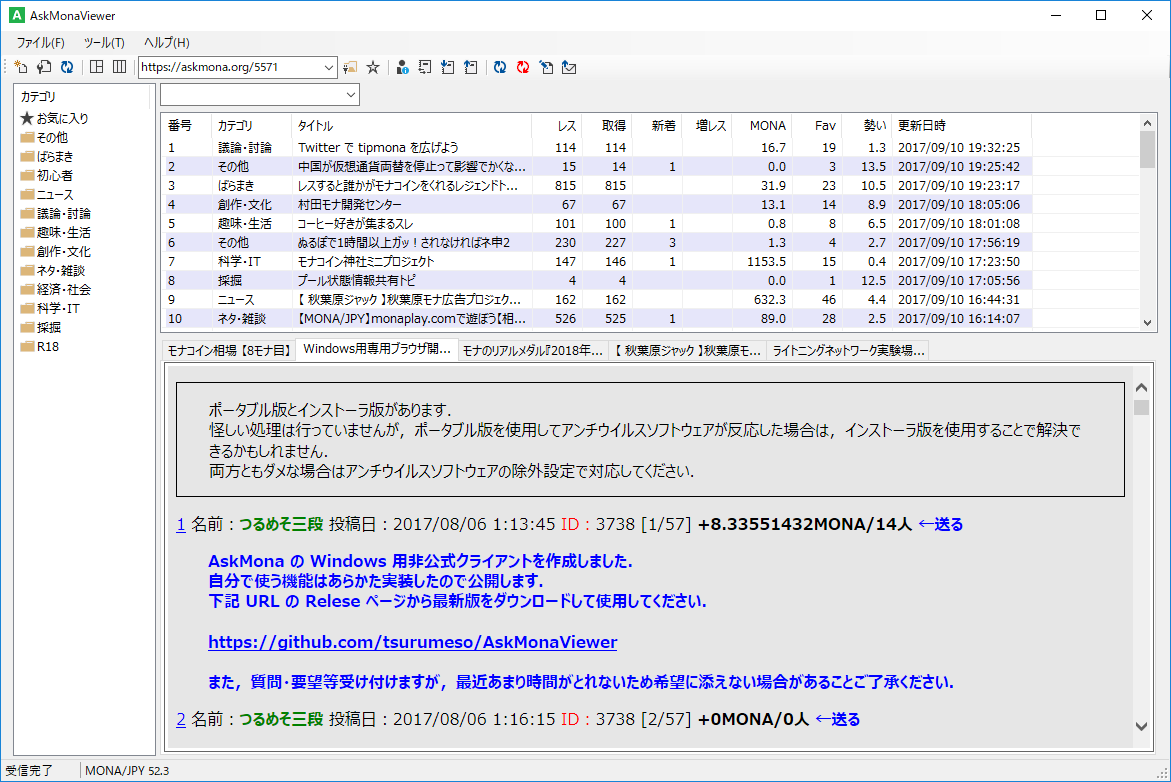 AskMonaViewer
ファイル(F) ツール(T) ヘルプ(H)
https://askmona.org/5571
カテゴリ
お気に入り
その他
ばらまき
初心者
ニュース
議論・討論
趣味・生活
創作・文化
ネタ・雑談
経済・社会
科学・IT
採掘
R18
番号 カテゴリ タイトル レス 取得 新着 増レス MONA Fav 勢い 更新日時
1 議論・討論 Twitter で tipmona を広げよう 114 114 16.7 19 1.3 2017/09/10 19:32:25
2 その他 中国が仮想通貨両替を停止って影響でかくな... 15 14 1 0.0 3 13.5 2017/09/10 19:25:42
3 ばらまき レスすると誰かがモナコインをくれるレジェンドト... 815 815 31.9 23 10.5 2017/09/10 19:23:17
4 創作・文化 村田モナ開発センター 67 67 13.1 14 8.9 2017/09/10 18:05:06
5 趣味・生活 コーヒー好きが集まるスレ 101 100 1 0.8 8 6.5 2017/09/10 18:01:08
6 その他 ぬるぽで1時間以上ガッ！されなければネ申2 230 227 3 1.3 4 2.7 2017/09/10 17:56:19
7 科学・IT モナコイン神社ミニプロジェクト 147 146 1 1153.5 15 0.4 2017/09/10 17:23:50
8 採掘 プール状態情報共有トピ 4 4 0.0 1 12.5 2017/09/10 17:05:56
9 ニュース 【 秋葉原ジャック 】秋葉原モナ広告プロジェク... 162 162 632.3 46 4.4 2017/09/10 16:44:31
10 ネタ・雑談 【MONA/JPY】monaplay.comで遊ぼう【相... 526 525 1 89.0 28 2.5 2017/09/10 16:14:07
モナコイン相場 【8モナ目】 Windows用専用ブラウザ開... モナのリアルメダル『2018年... 【 秋葉原ジャック 】秋葉原モ... ライトニングネットワーク実験場...
ポータブル版とインストーラ版があります.
怪しい処理は行っていませんが，ポータブル版を使用してアンチウイルスソフトウェアが反応した場合は，インストーラ版を使用することで解決で
きるかもしれません.
両方ともダメな場合はアンチウイルスソフトウェアの除外設定で対応してください.
1 名前：つるめそ三段 投稿日：2017/08/06 1:13:45 ID：3738 [1/57] +8.33551432MONA/14人 ←送る
AskMona の Windows 用非公式クライアントを作成しました.
自分で使う機能はあらかた実装したので公開します.
下記 URL の Relese ページから最新版をダウンロードして使用してください.
https://github.com/tsurumeso/AskMonaViewer
また，質問・要望等受け付けますが，最近あまり時間がとれないため希望に添えない場合があることご了承ください.
2 名前：つるめそ三段 投稿日：2017/08/06 1:16:15 ID：3738 [2/57] +0MONA/0人 ←送る
受信完了 MONA/JPY 52.3